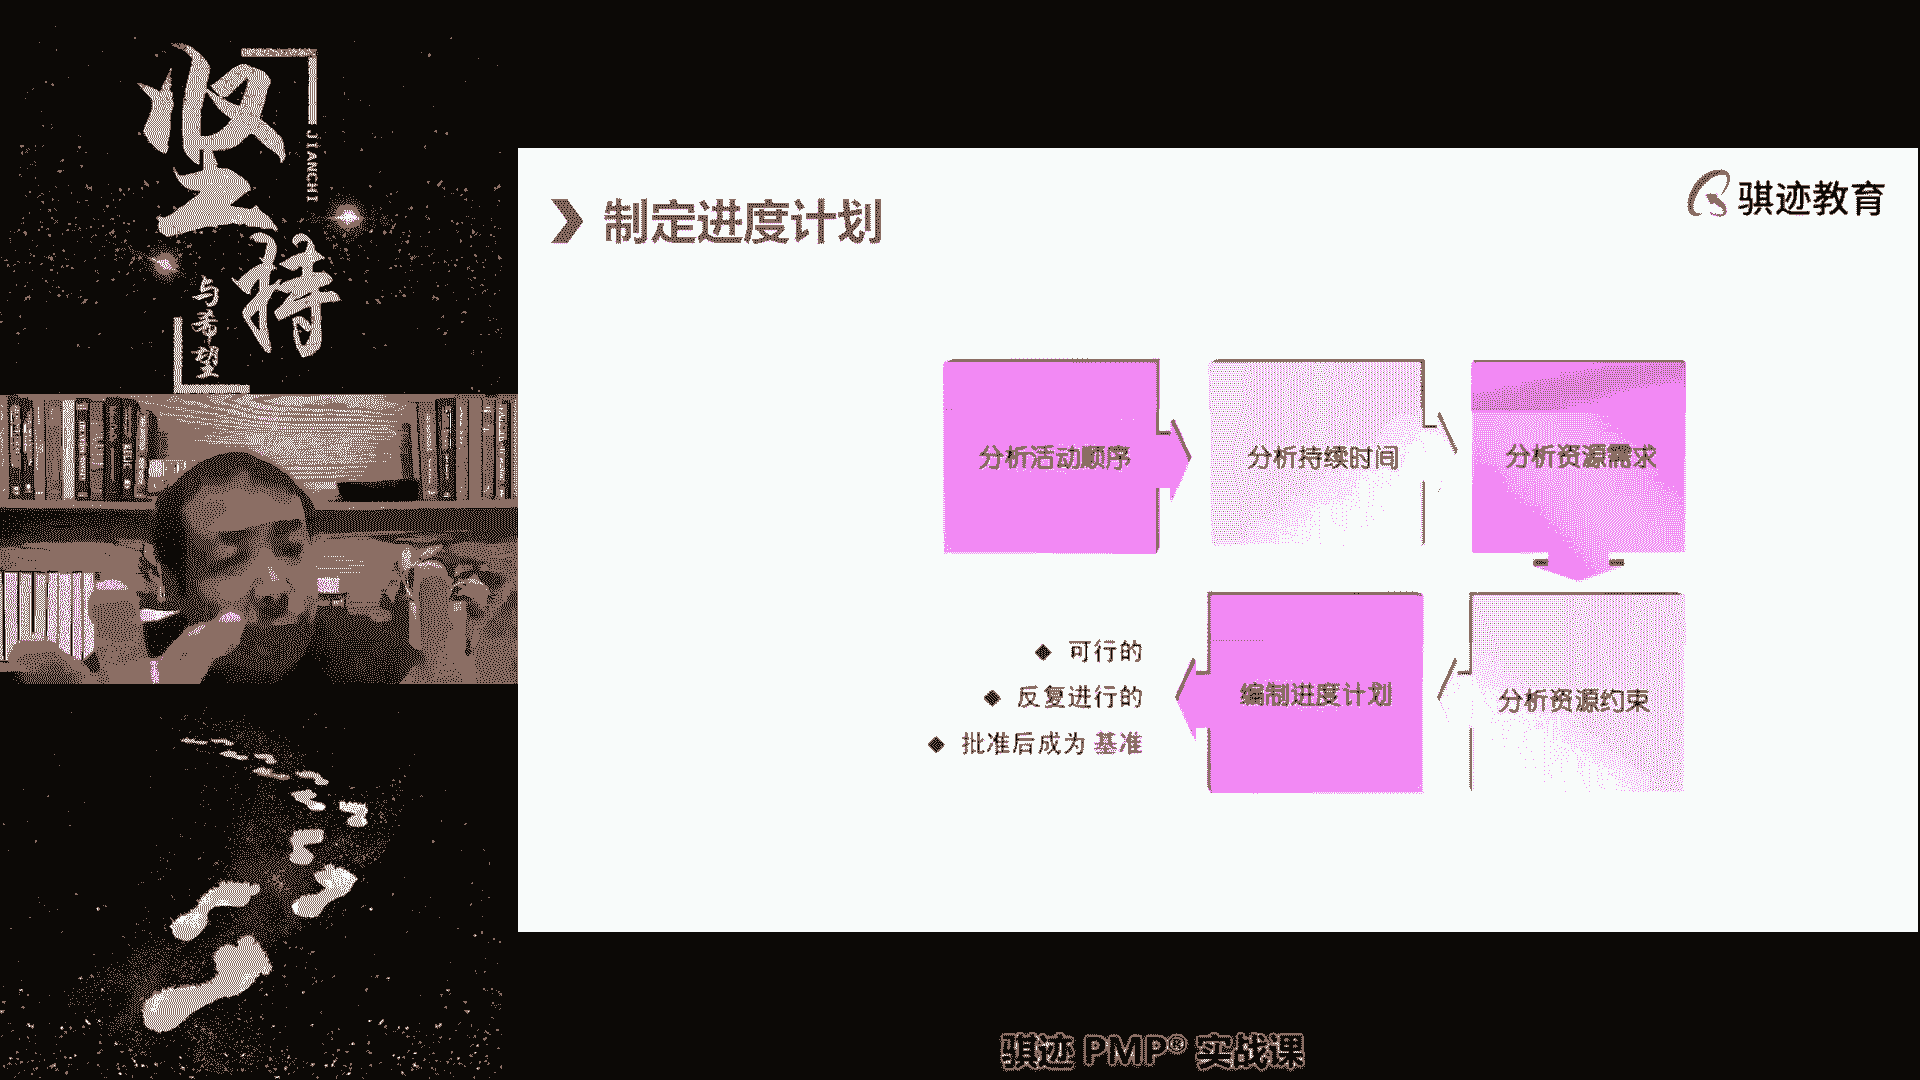 坚持
JIANCHI
与希望
骐迹教育
制定进度计划
分析活动顺序
分析持续时间
分析资源需求
分析资源约束
编制进度计划
可行的
反复进行的
批准后成为 基准
骐迹 PMP® 实战课